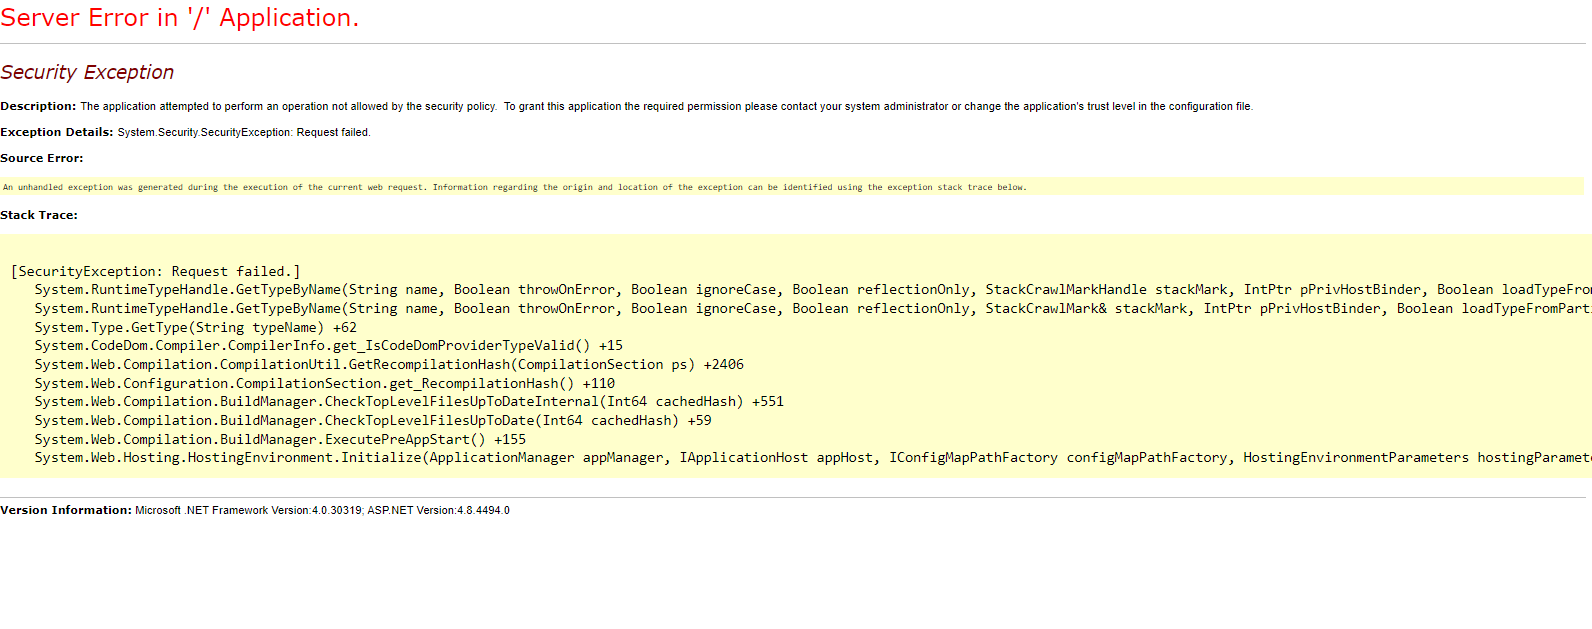 Server Error in '/' Application.
Security Exception
Description: The application attempted to perform an operation not allowed by the security policy.  To grant this application the required permission please contact your system administrator or change the application's trust level in the configuration file.
Exception Details: System.Security.SecurityException: Request failed.
Source Error:
An unhandled exception was generated during the execution of the current web request. Information regarding the origin and location of the exception can be identified using the exception stack trace below.
Stack Trace:
[SecurityException: Request failed.]
System.RuntimeTypeHandle.GetTypeByName(String name, Boolean throwOnError, Boolean ignoreCase, Boolean reflectionOnly, StackCrawlMarkHandle stackMark, IntPtr pPrivHostBinder, Boolean loadTypeFro
System.RuntimeTypeHandle.GetTypeByName(String name, Boolean throwOnError, Boolean ignoreCase, Boolean reflectionOnly, StackCrawlMark& stackMark, IntPtr pPrivHostBinder, Boolean loadTypeFromPart
System.Type.GetType(String typeName) +62
System.CodeDom.Compiler.CompilerInfo.get_IsCodeDomProviderTypeValid() +15
System.Web.Compilation.CompilationUtil.GetRecompilationHash(CompilationSection ps) +2406
System.Web.Configuration.CompilationSection.get_RecompilationHash() +110
System.Web.Compilation.BuildManager.CheckTopLevelFilesUpToDateInternal(Int64 cachedHash) +551
System.Web.Compilation.BuildManager.CheckTopLevelFilesUpToDate(Int64 cachedHash) +59
System.Web.Compilation.BuildManager.ExecutePreAppStart() +155
System.Web.Hosting.HostingEnvironment.Initialize(ApplicationManager appManager, IApplicationHost appHost, IConfigMapPathFactory configMapPathFactory, HostingEnvironmentParameters hostingParamet
Version Information: Microsoft .NET Framework Version:4.0.30319; ASP.NET Version:4.8.4494.0